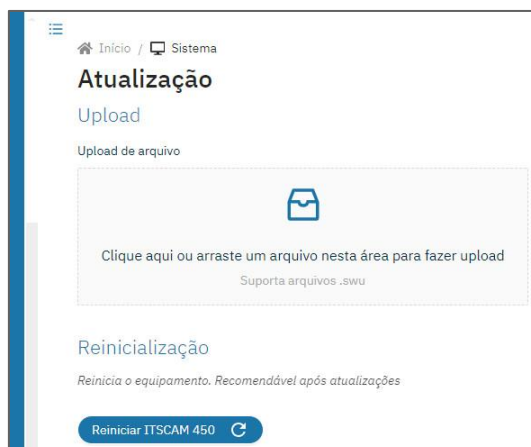 Início / Sistema
Atualização
Upload
Upload de arquivo
Clique aqui ou arraste um arquivo nesta área para fazer upload
Suporta arquivos .swu
Reinicialização
Reinicia o equipamento. Recomendável após atualizações
Reiniciar ITSCAM 450